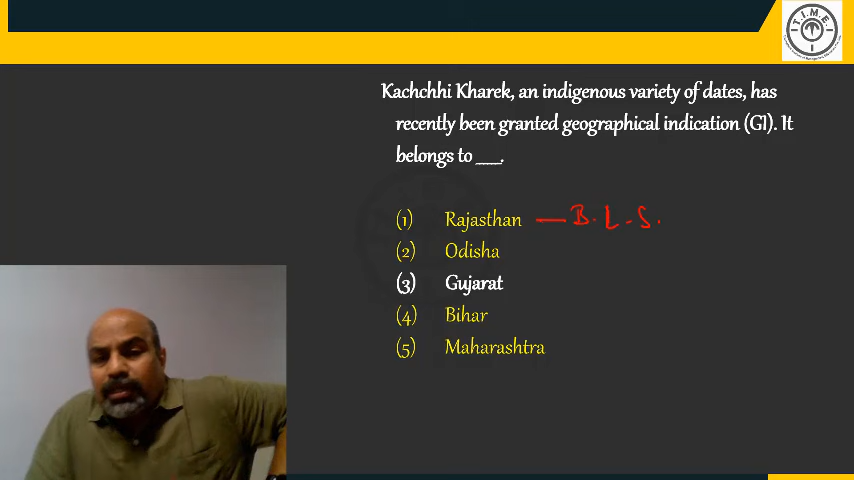 T.I.M.E.
Kachchhi Kharek, an indigenous variety of dates, has
recently been granted geographical indication (GI). It
belongs to ___.
(1) Rajasthan — B.L.S.
(2) Odisha
(3) Gujarat
(4) Bihar
(5) Maharashtra